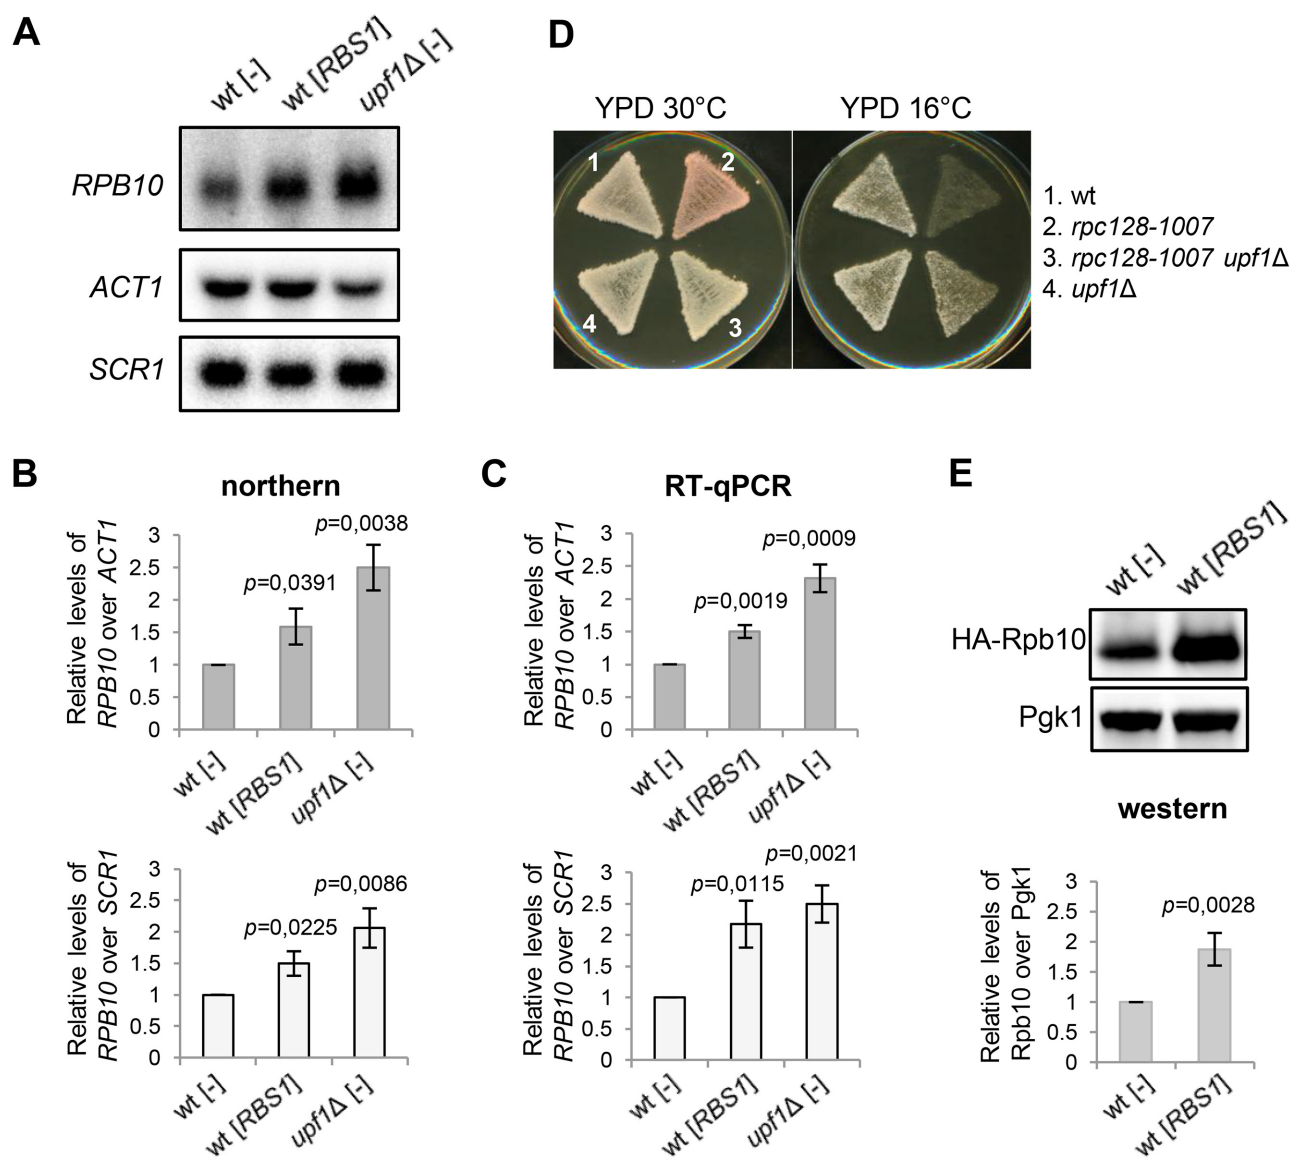 A
wt [-]
wt [RBS1]
upf1Δ [-]
RPB10
ACT1
SCR1
D
YPD 30°C
YPD 16°C
1
2
4
3
1. wt
2. rpc128-1007
3. rpc128-1007 upf1Δ
4. upf1Δ
B
northern
Relative levels of
RPB10 over ACT1
3
2.5
2
1.5
1
0.5
0
p=0,0391
p=0,0038
wt [-]
wt [RBS1]
upf1Δ [-]
Relative levels of
RPB10 over SCR1
3
2.5
2
1.5
1
0.5
0
p=0,0225
p=0,0086
wt [-]
wt [RBS1]
upf1Δ [-]
C
RT-qPCR
Relative levels of
RPB10 over ACT1
3
2.5
2
1.5
1
0.5
0
p=0,0019
p=0,0009
wt [-]
wt [RBS1]
upf1Δ [-]
Relative levels of
RPB10 over SCR1
3
2.5
2
1.5
1
0.5
0
p=0,0115
p=0,0021
wt [-]
wt [RBS1]
upf1Δ [-]
E
wt [-]
wt [RBS1]
HA-Rpb10
Pgk1
western
Relative levels of
Rpb10 over Pgk1
3
2.5
2
1.5
1
0.5
0
p=0,0028
wt [-]
wt [RBS1]